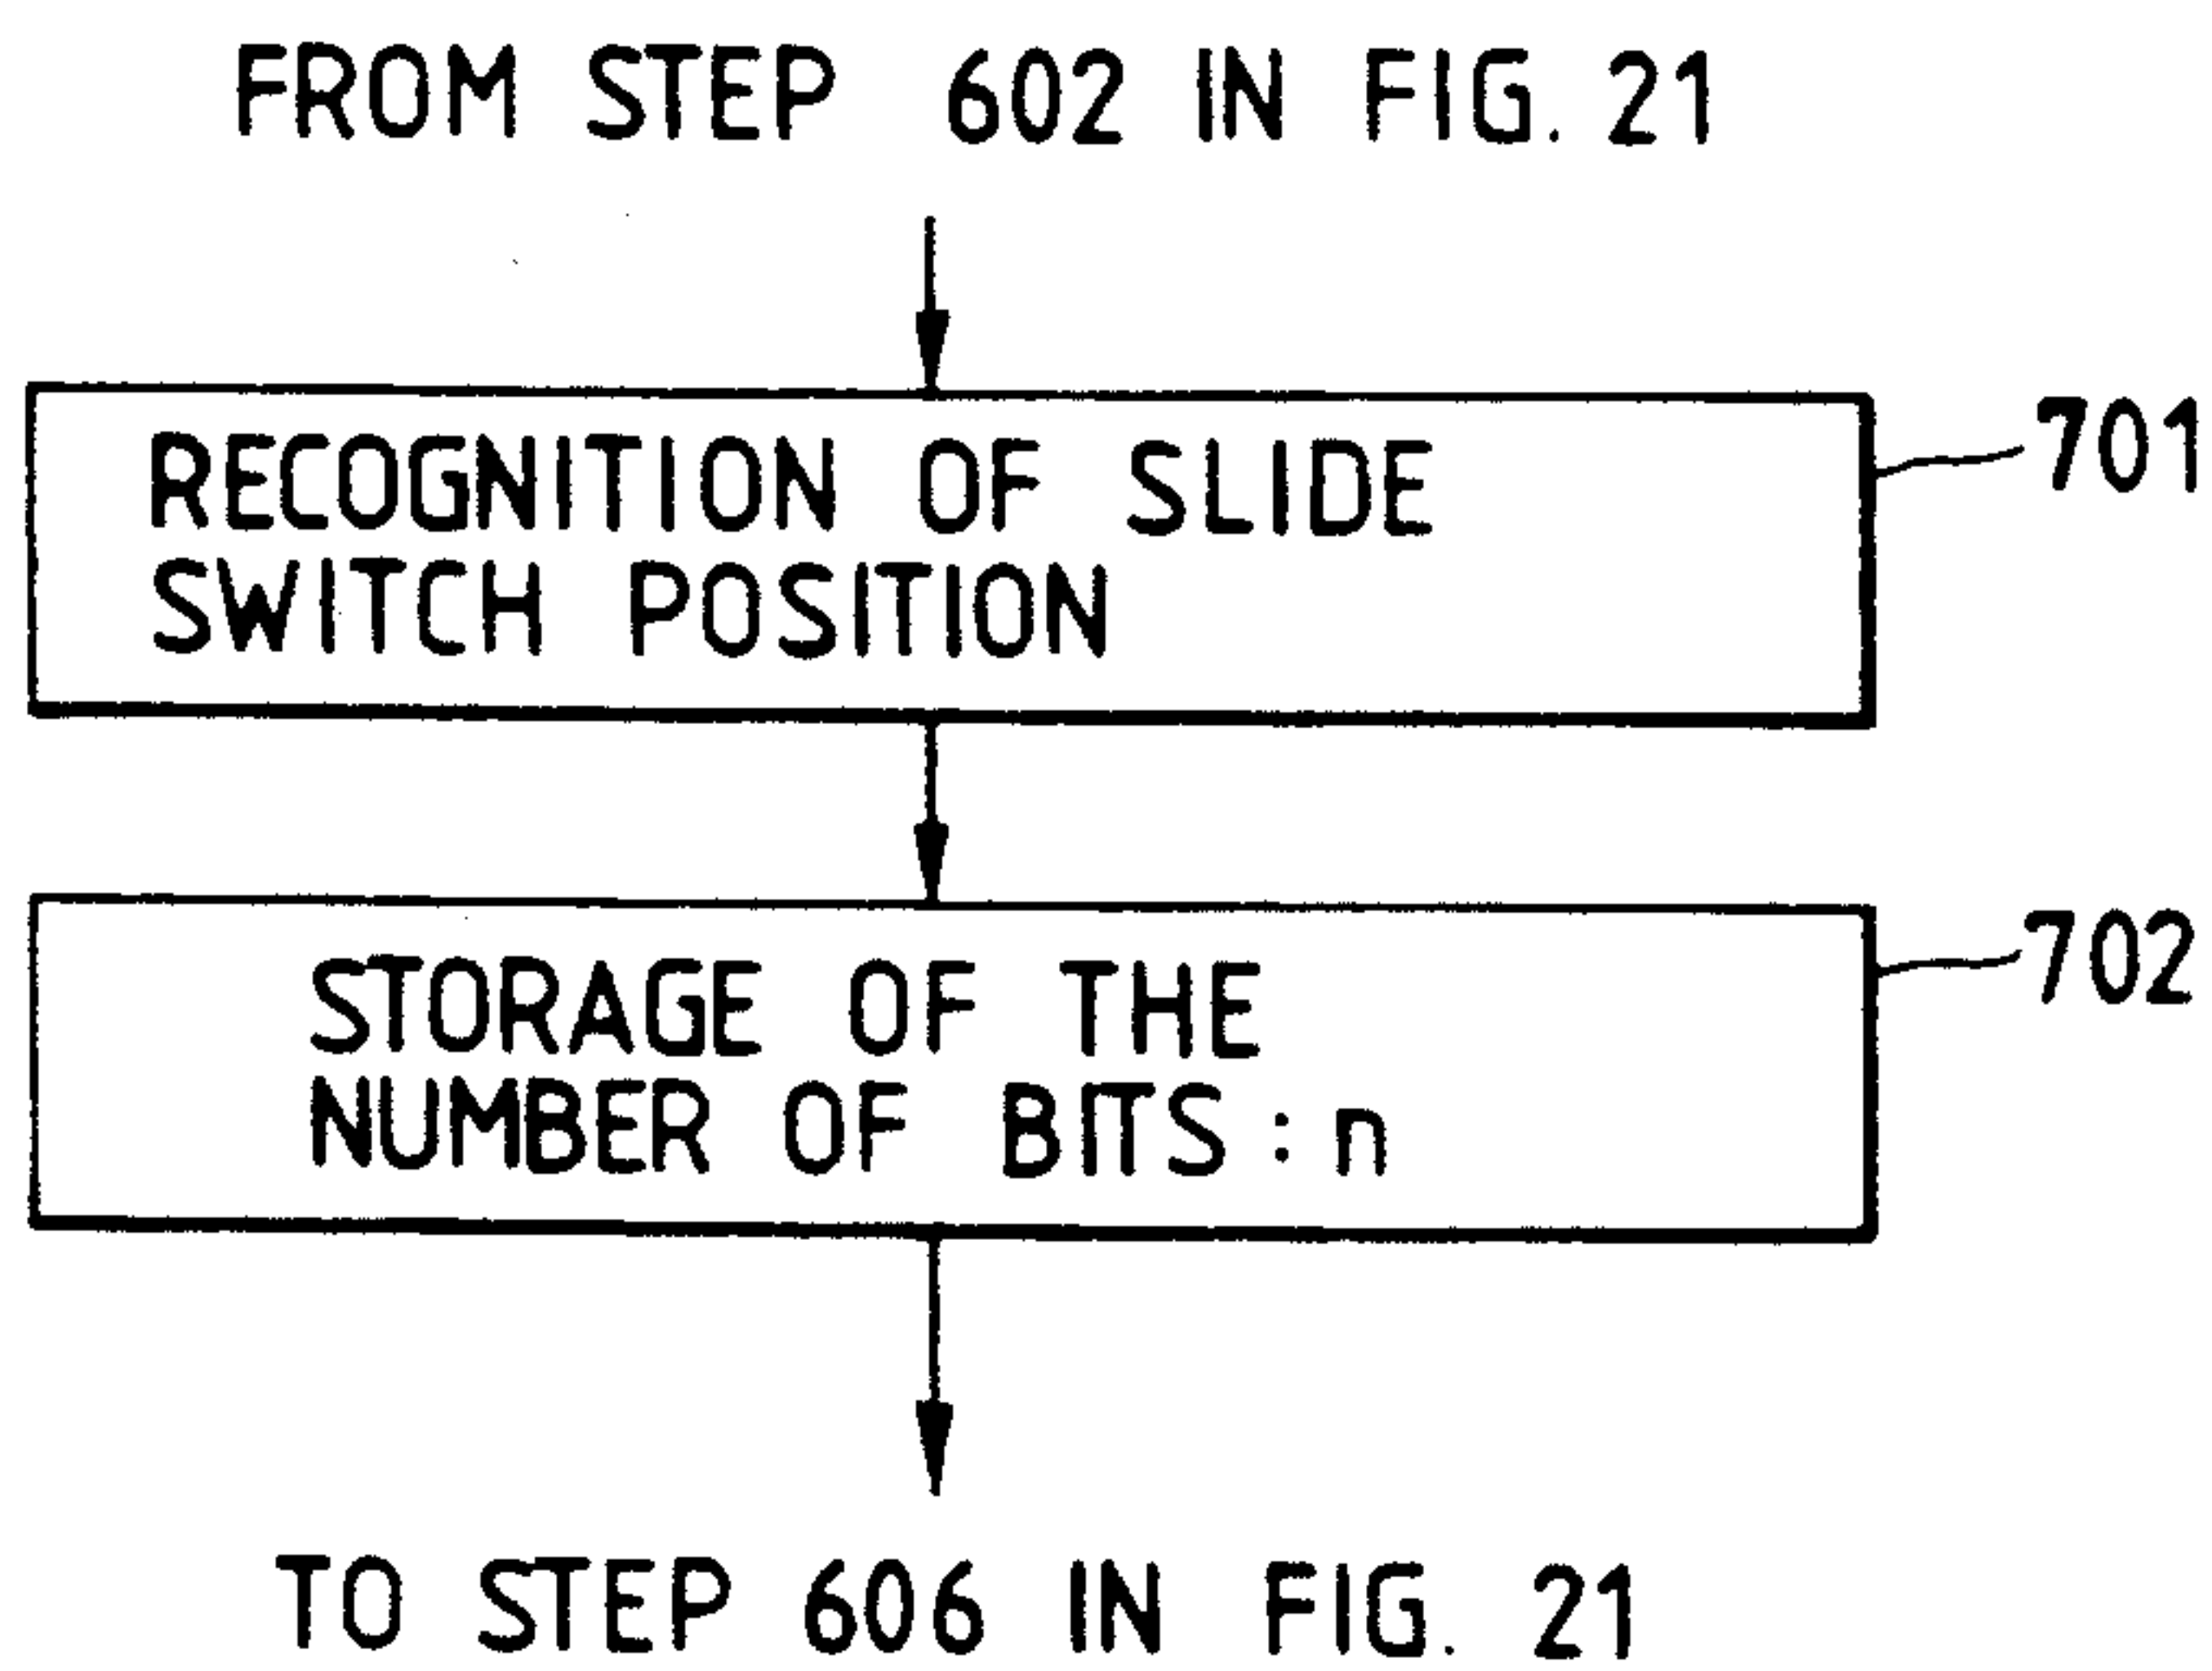 FROM STEP 602 IN FIG. 21
RECOGNITION OF SLIDE
701
SWITCH POSITION
STORAGE OF THE
702
NUMBER OF BITS : n
TO STEP 606 IN FIG. 21